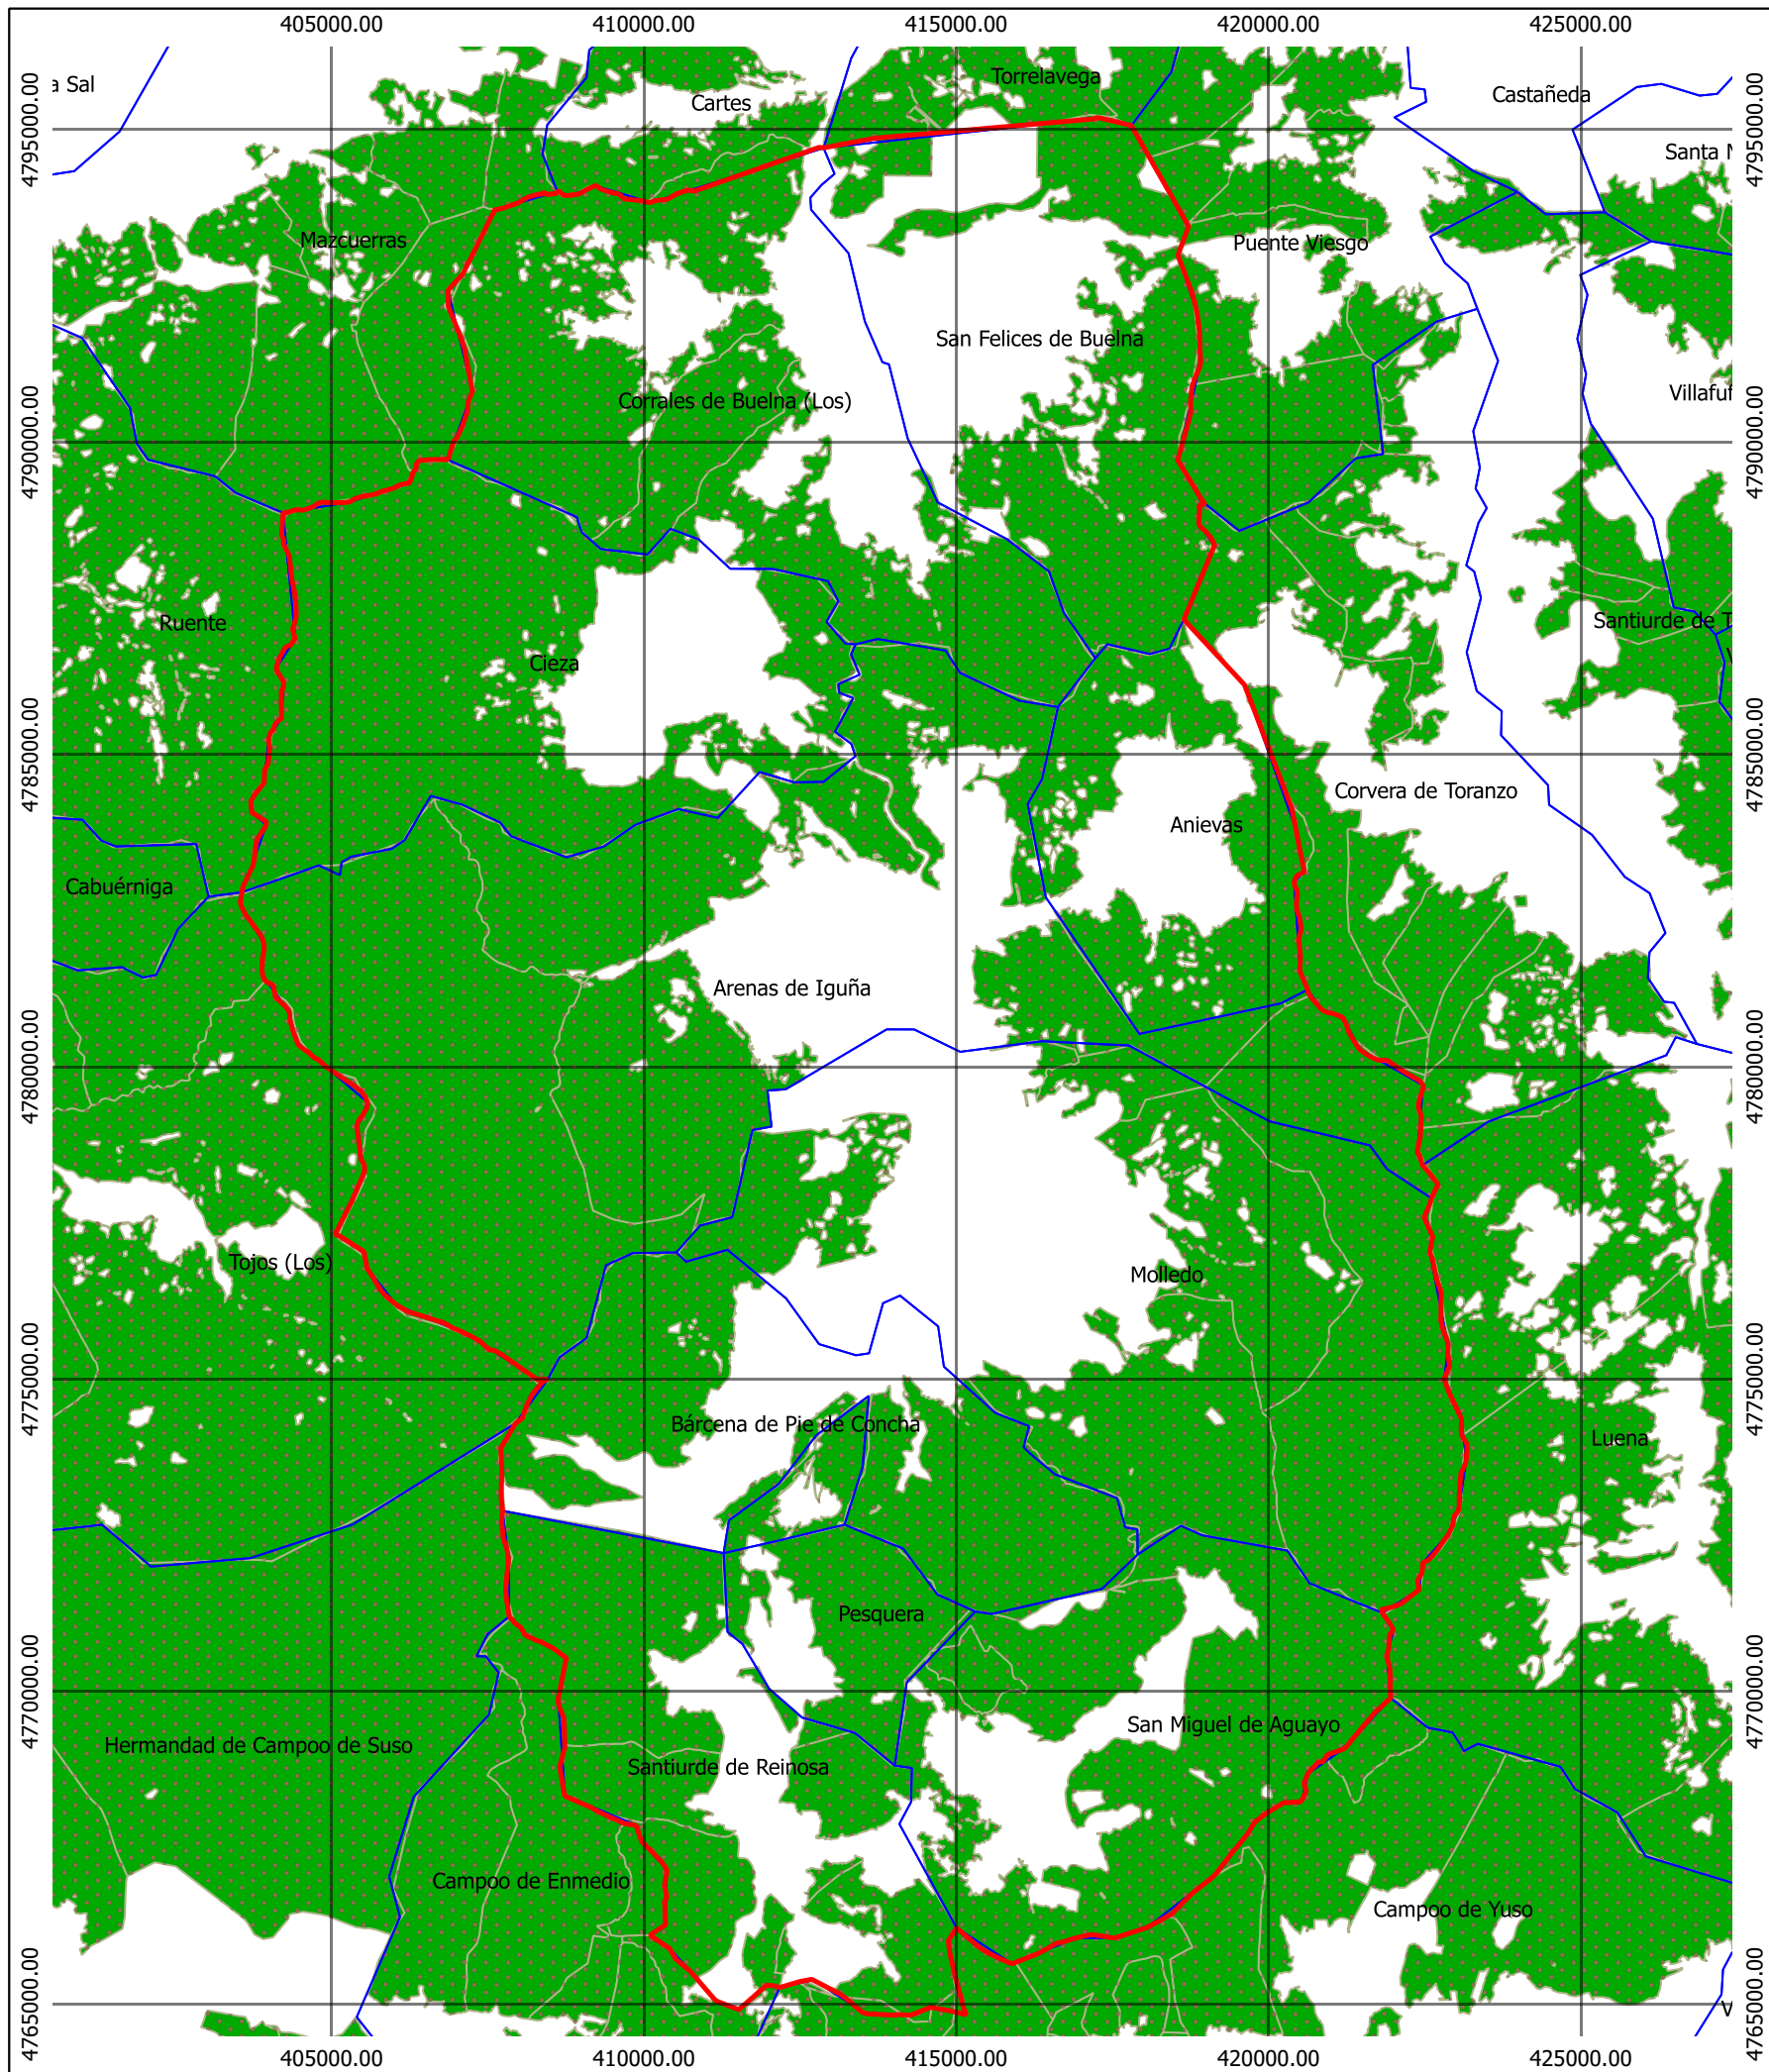 405000.00 410000.00 415000.00 420000.00 425000.00
4795000.00
4795000.00
a Sal
Torrelavega
Cartes
Castañeda
Mazcuerras
Puente Viesgo
San Felices de Buelna
4790000.00
4790000.00
Corrales de Buelna (Los)
Ruente
Santiurde de T
Cieza
4785000.00
4785000.00
Corvera de Toranzo
Anievas
Cabuérniga
Arenas de Iguña
4780000.00
4780000.00
Tojos (Los)
Molledo
4775000.00
4775000.00
Bárcena de Pie de Concha
Luena
Pesquera
4770000.00
4770000.00
San Miguel de Aguayo
Hermandad de Campoo de Suso
Santiurde de Reinosa
Campoo de Enmedio
Campoo de Yuso
4765000.00
4765000.00
405000.00 410000.00 415000.00 420000.00 425000.00